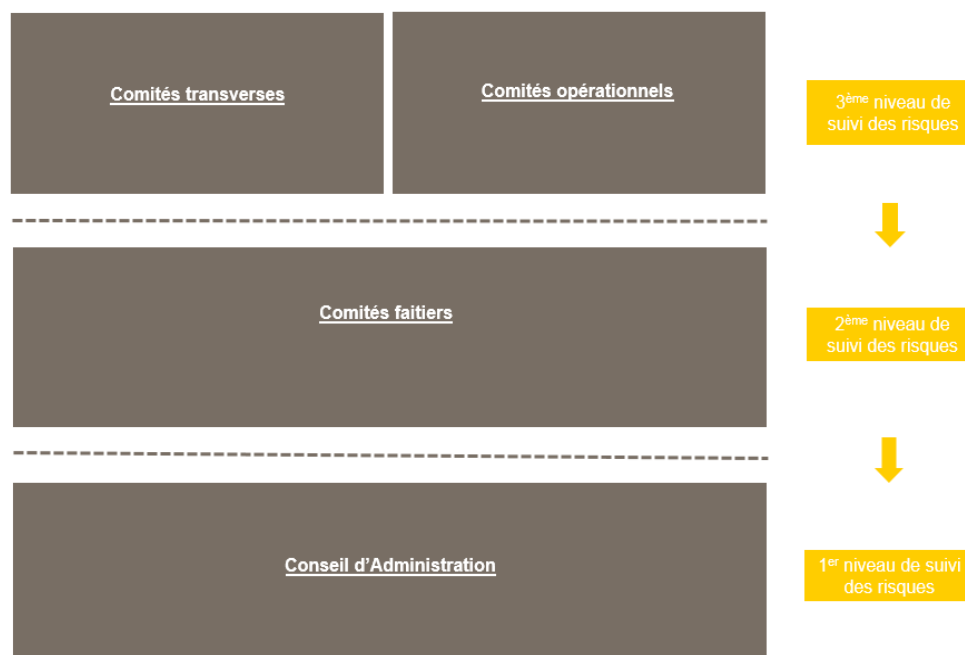 Comités transverses
Comités opérationnels
3ème niveau de
suivi des risques
Comités faitiers
2ème niveau de
suivi des risques
Conseil d’Administration
1er niveau de suivi
des risques